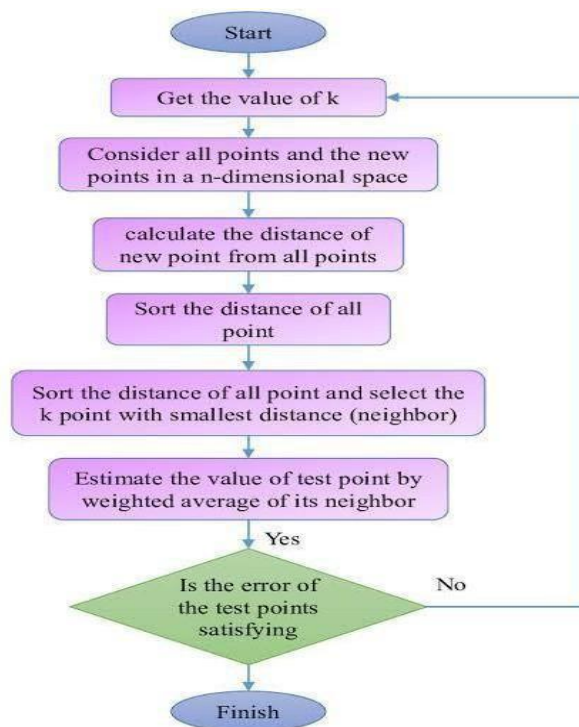 Start
Get the value of k
Consider all points and the new
points in a n-dimensional space
calculate the distance of
new point from all points
Sort the distance of all
point
Sort the distance of all point and select the
k point with smallest distance (neighbor)
Estimate the value of test point by
weighted average of its neighbor
Yes
Is the error of
the test points
satisfying
No
Finish